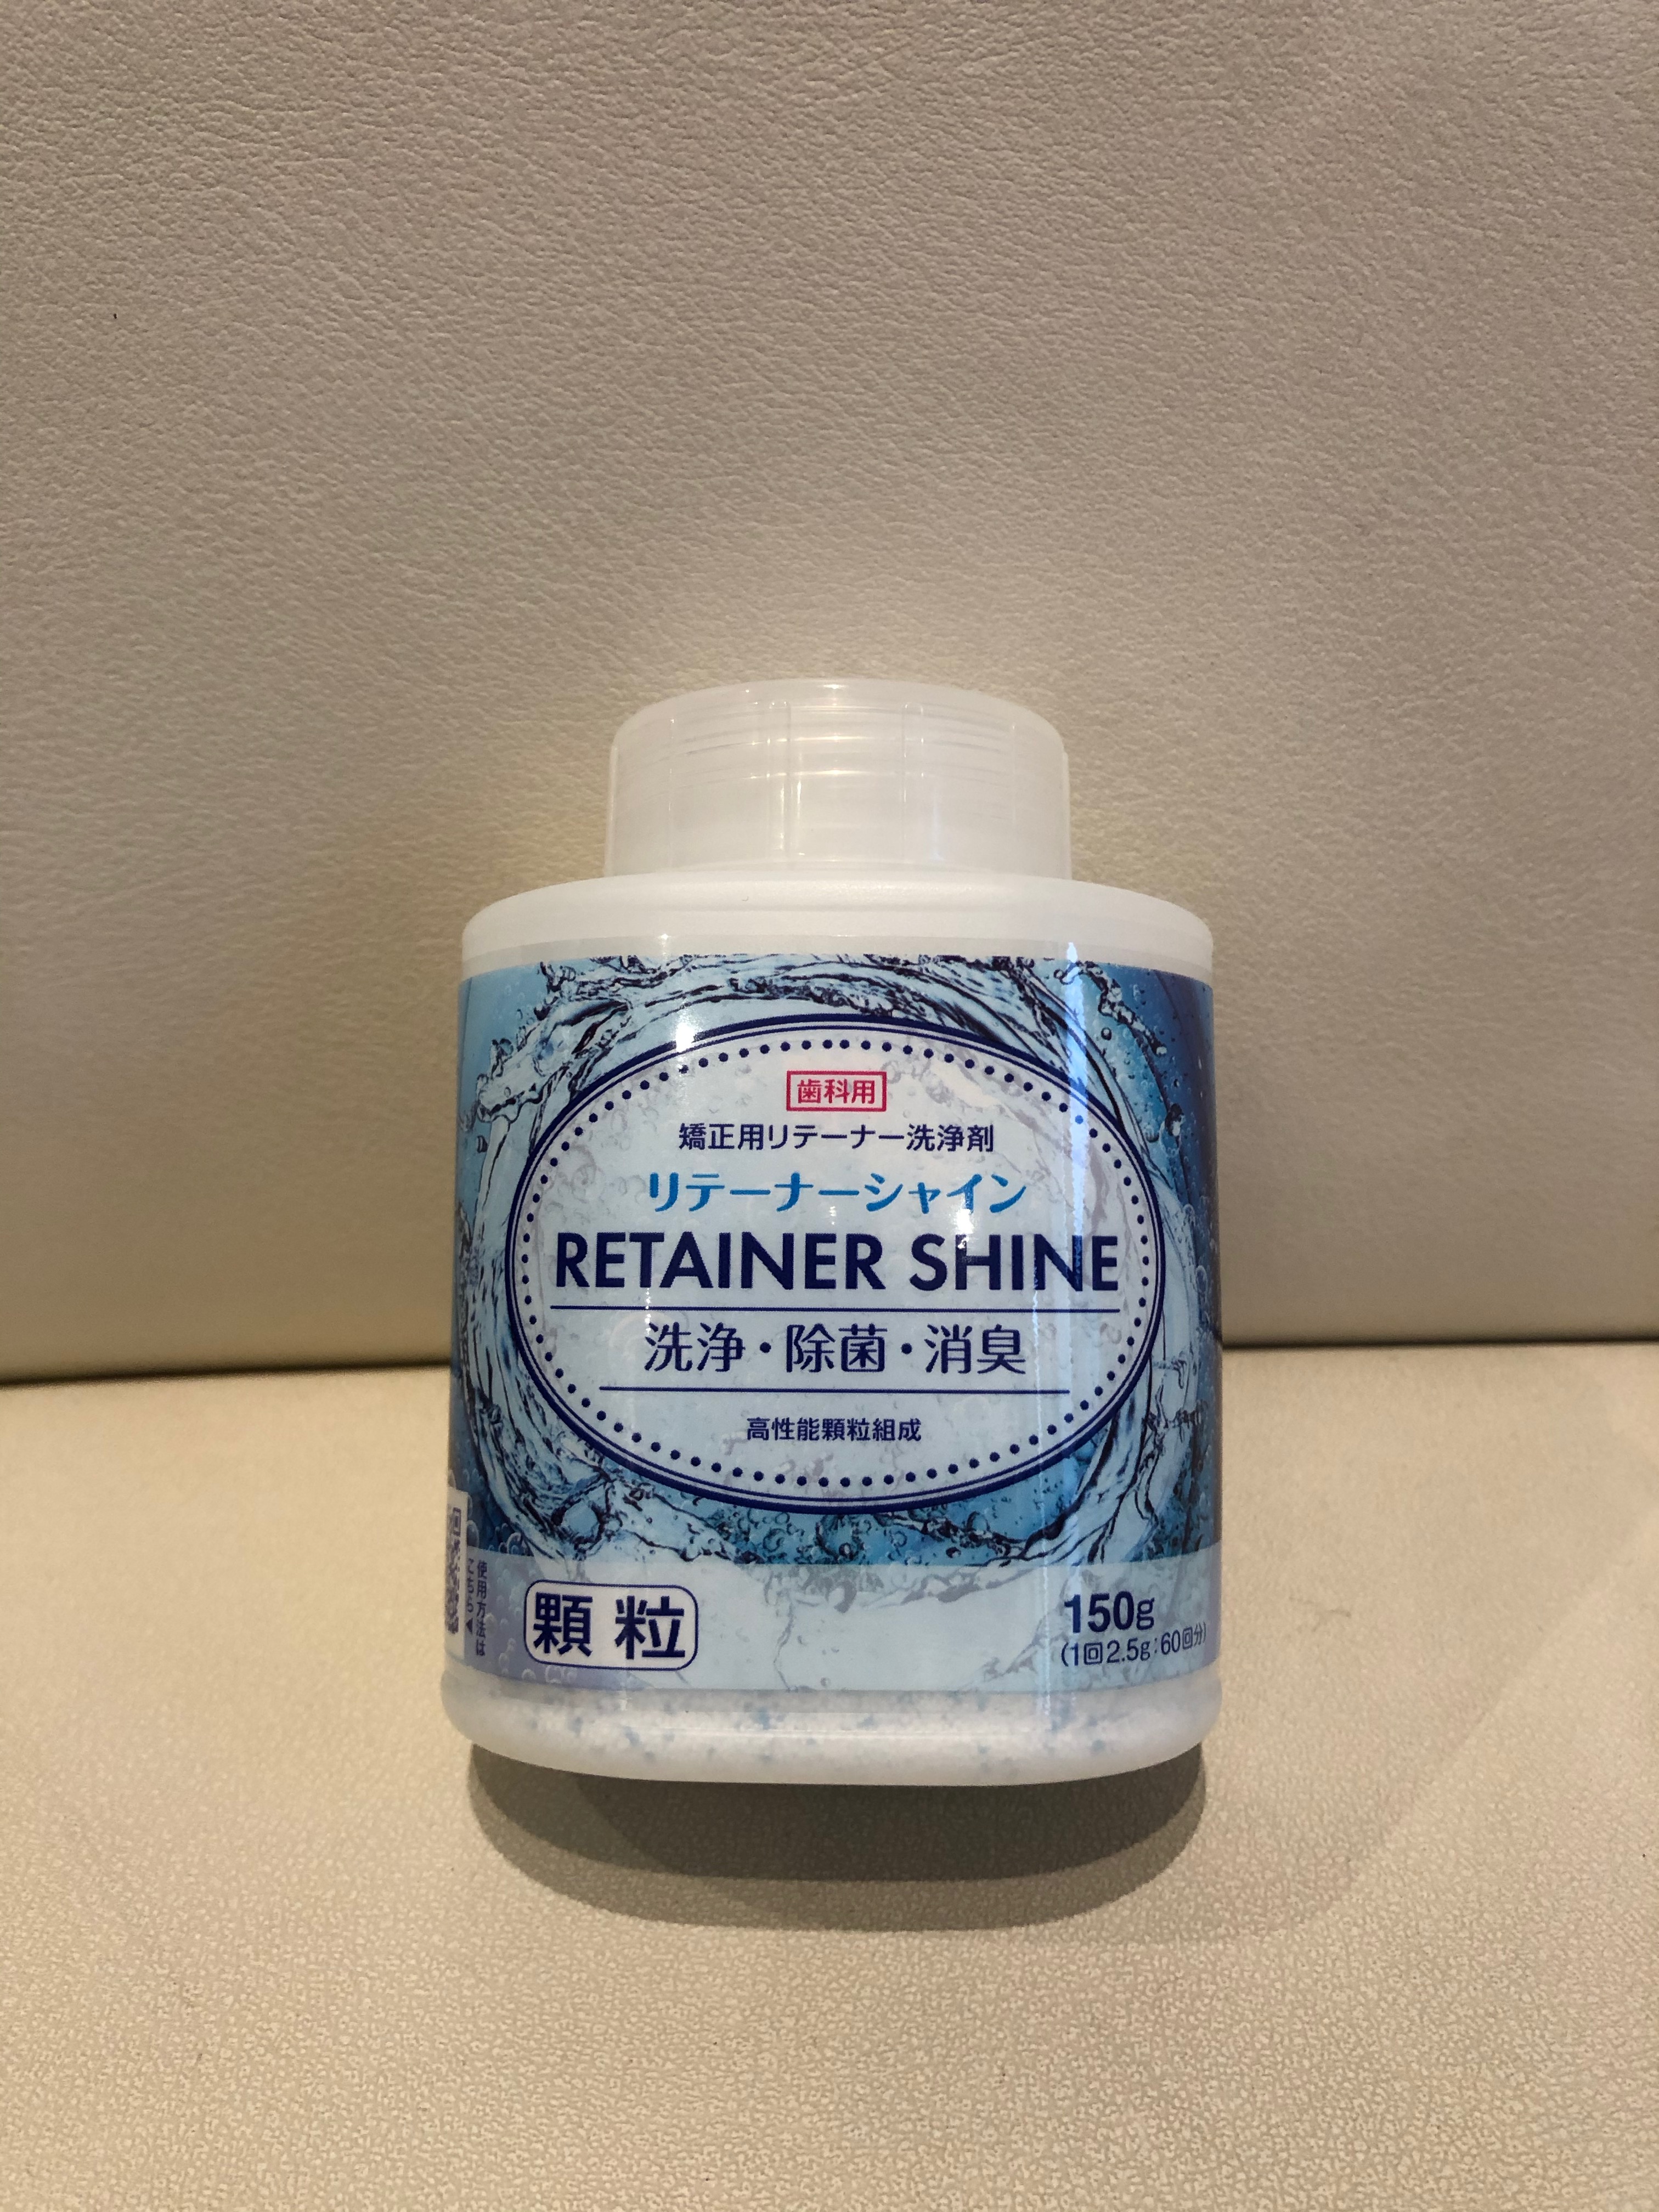 歯科用
矯正用リテーナー洗浄剤
リテーナーシャイン
RETAINER SHINE
洗浄・除菌・消臭
高性能顆粒組成
使用方法は
こちら▶
顆粒
150g
(1回2.5g:60回分)